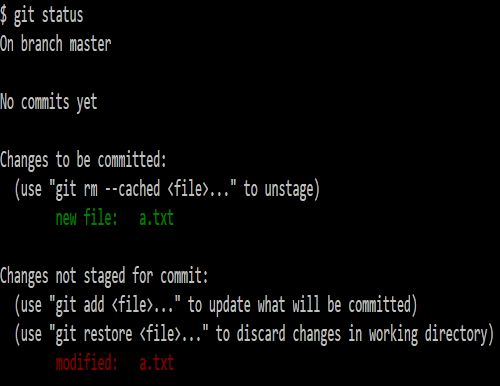 $ git status
On branch master

No commits yet

Changes to be committed:
  (use "git rm --cached <file>..." to unstage)
        new file:   a.txt

Changes not staged for commit:
  (use "git add <file>..." to update what will be committed)
  (use "git restore <file>..." to discard changes in working directory)
        modified:   a.txt